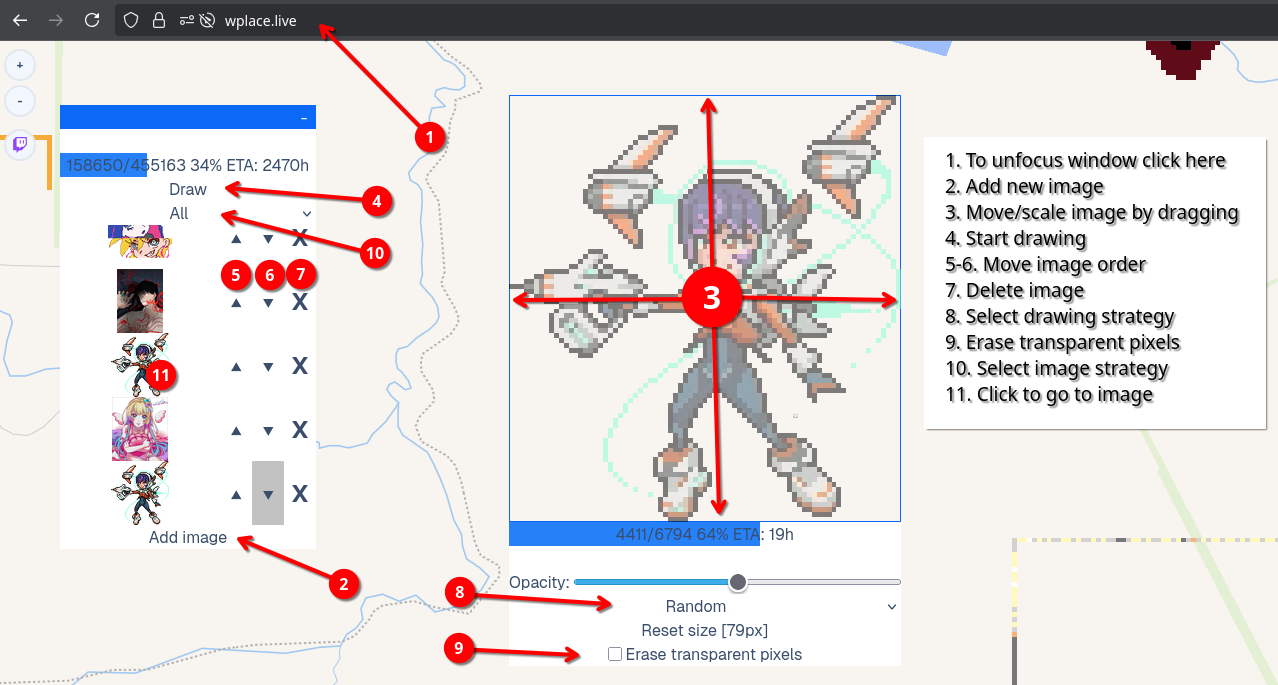 wplace.live
1
+
-
-
158650/455163 34% ETA: 2470h
Draw
4
All
10
▲ ▼ X
5 6 7
▲ ▼ X
11
▲ ▼ X
▲ ▼ X
▲ ▼ X
Add image
2
3
4411/6794 64% ETA: 19h
Opacity:
8
Random
Reset size [79px]
9
Erase transparent pixels
1. To unfocus window click here
2. Add new image
3. Move/scale image by dragging
4. Start drawing
5-6. Move image order
7. Delete image
8. Select drawing strategy
9. Erase transparent pixels
10. Select image strategy
11. Click to go to image